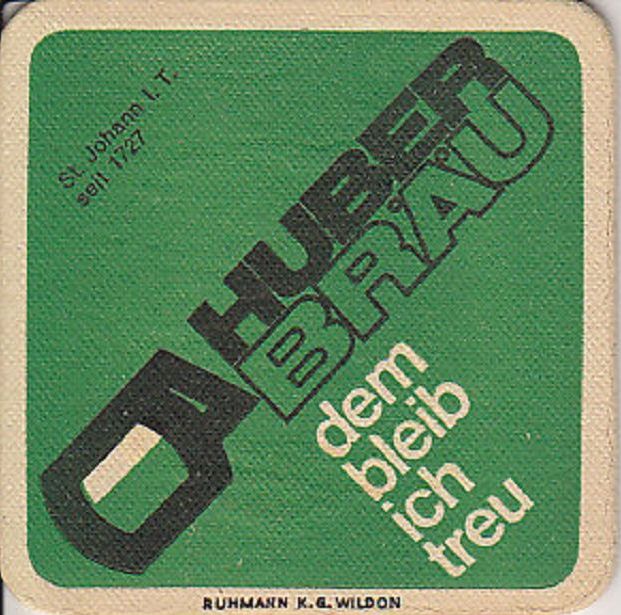 St. Johann i. T.
seit 1727
HUBER
BRÄU
dem
bleib
ich
treu
RUHMANN K.G. WILDON